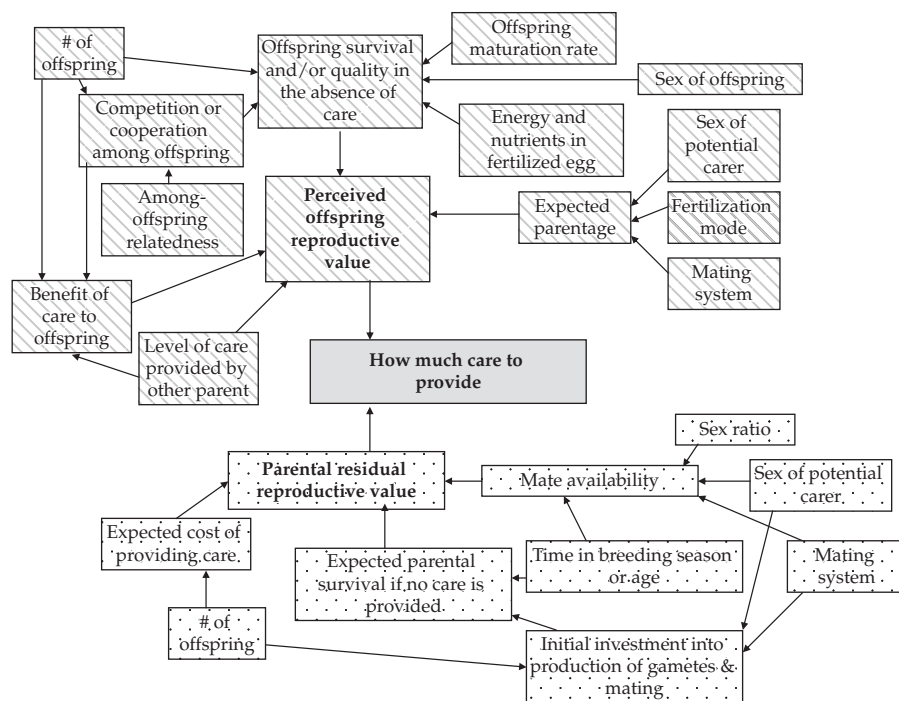 # of
offspring
Offspring survival
and/or quality in
the absence of
care
Offspring
maturation rate
Sex of offspring
Competition or
cooperation
among offspring
Energy and
nutrients in
fertilized egg
Sex of
potential
carer
Among-
offspring
relatedness
Perceived
offspring
reproductive
value
Expected
parentage
Fertilization
mode
Mating
system
Benefit of
care to
offspring
Level of care
provided by
other parent
How much care to
provide
Sex ratio
Parental residual
reproductive value
Mate availability
Sex of potential
carer
Expected cost of
providing care
Expected parental
survival if no care is
provided
Time in breeding season
or age
Mating
system
# of
offspring
Initial investment into
production of gametes &
mating